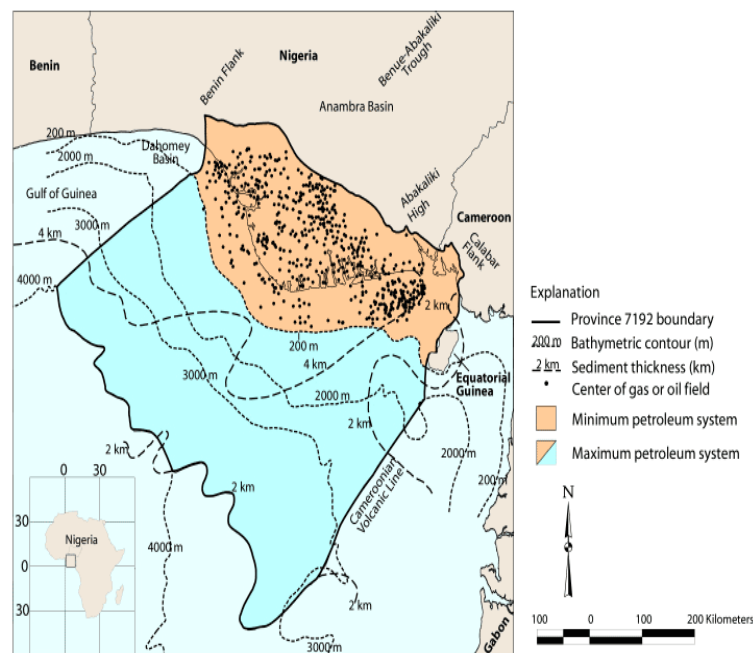 Benin
Nigeria
Benue-Abakaliki
Trough
Benin Flank
Anambra Basin
200 m
2000 m
Dahomey
Basin
Gulf of Guinea
3000 m
4 km
4000 m
Abakaliki
High
Cameroon
Calabar
Flank
2 km
200 m
4 km
3000 m
2000 m
Equatorial
Guinea
2 km
2000 m
200 m
2 km
2 km
Cameroonian
Volcanic Line
4000 m
2 km
3000 m
Gabon
0 30
30
Nigeria
0
30
Explanation
Province 7192 boundary
200 m Bathymetric contour (m)
2 km Sediment thickness (km)
Center of gas or oil field
Minimum petroleum system
Maximum petroleum system
N
100 0 100 200 Kilometers